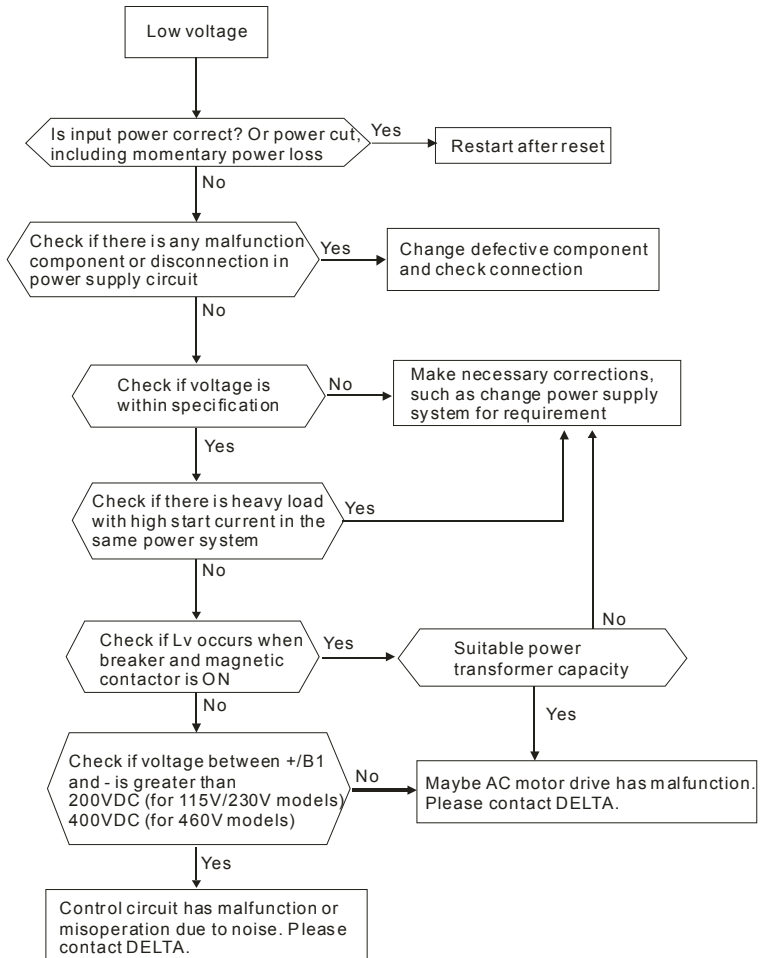 Low voltage
Is input power correct? Or power cut,
including momentary power loss
Yes
Restart after reset
No
Check if there is any malfunction
component or disconnection in
power supply circuit
Yes
Change defective component
and check connection
No
Check if voltage is
within specification
No
Make necessary corrections,
such as change power supply
system for requirement
Yes
Check if there is heavy load
with high start current in the
same power system
Yes
No
Check if Lv occurs when
breaker and magnetic
contactor is ON
Yes
Suitable power
transformer capacity
No
Yes
No
Check if voltage between +/B1
and - is greater than
200VDC (for 115V/230V models)
400VDC (for 460V models)
No
Maybe AC motor drive has malfunction.
Please contact DELTA.
Yes
Control circuit has malfunction or
misoperation due to noise. Please
contact DELTA.